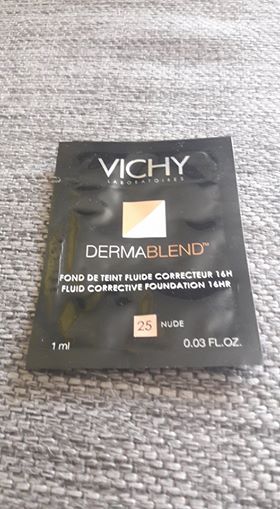 VICHY
LABORATOIRES
DERMABLEND™
FOND DE TEINT FLUIDE CORRECTEUR 16H
FLUID CORRECTIVE FOUNDATION 16HR
25 NUDE
1 ml 0.03 FL.OZ.